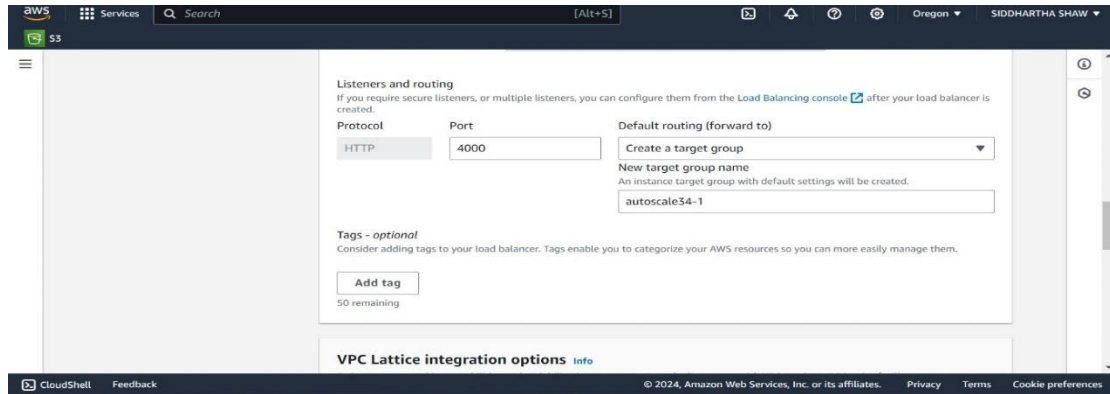 aws
Services
Search
[Alt+S]
Oregon
SIDDHARTHA SHAW
S3
Listeners and routing
If you require secure listeners, or multiple listeners, you can configure them from the Load Balancing console after your load balancer is
created.
Protocol
Port
Default routing (forward to)
HTTP
4000
Create a target group
New target group name
An instance target group with default settings will be created.
autoscale34-1
Tags - optional
Consider adding tags to your load balancer. Tags enable you to categorize your AWS resources so you can more easily manage them.
Add tag
50 remaining
VPC Lattice integration options Info
CloudShell
Feedback
© 2024, Amazon Web Services, Inc. or its affiliates.
Privacy
Terms
Cookie preferences